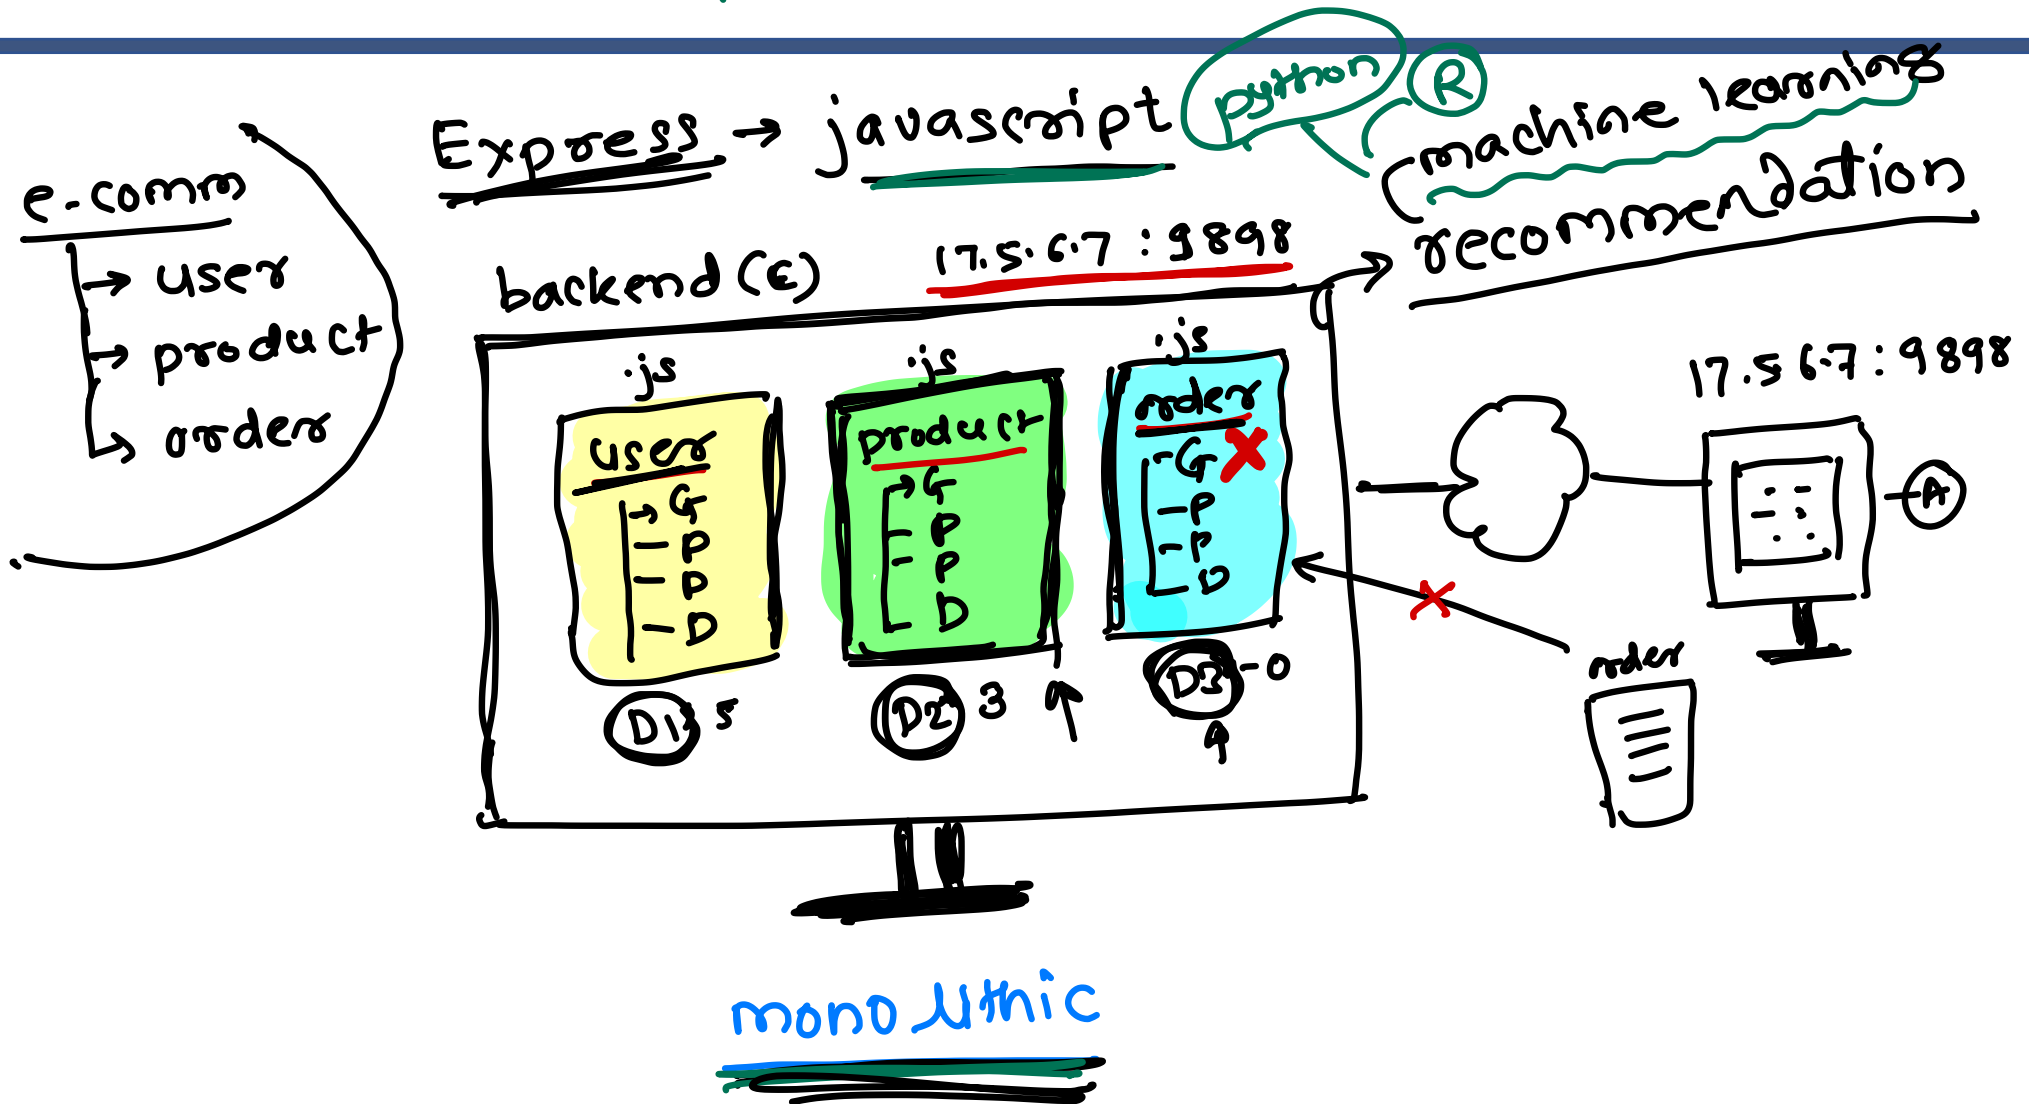 python
R
Express → javascript
machine learning
recommendation
e-comm
→ user
→ product
→ order
backend (E)
17.5.6.7 : 9898
.js
user
→ G
– P
– P
– D
D1 5
.js
product
→ G
– P
– P
– D
D2 3
.js
order
– G
– P
– P
– D
D3 - 0
17.5.6.7 : 9898
A
order
monolithic